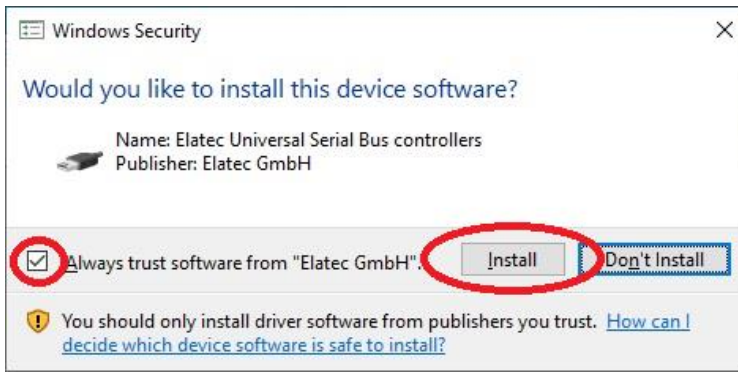 Windows Security
Would you like to install this device software?
Name: Elatec Universal Serial Bus controllers
Publisher: Elatec GmbH
Always trust software from "Elatec GmbH". Install Don't Install
You should only install driver software from publishers you trust. How can I
decide which device software is safe to install?